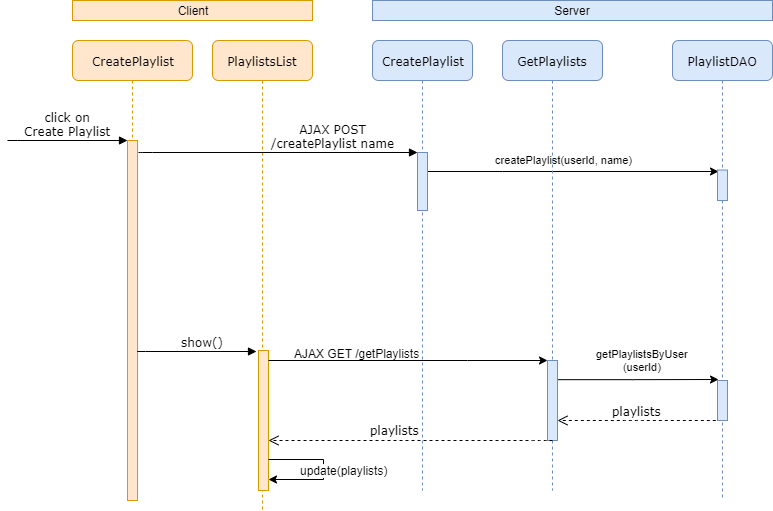 Client
Server
CreatePlaylist
PlaylistsList
CreatePlaylist
GetPlaylists
PlaylistDAO
click on
Create Playlist
AJAX POST
/createPlaylist name
createPlaylist(userId, name)
show()
AJAX GET /getPlaylists
getPlaylistsByUser
(userId)
playlists
playlists
update(playlists)